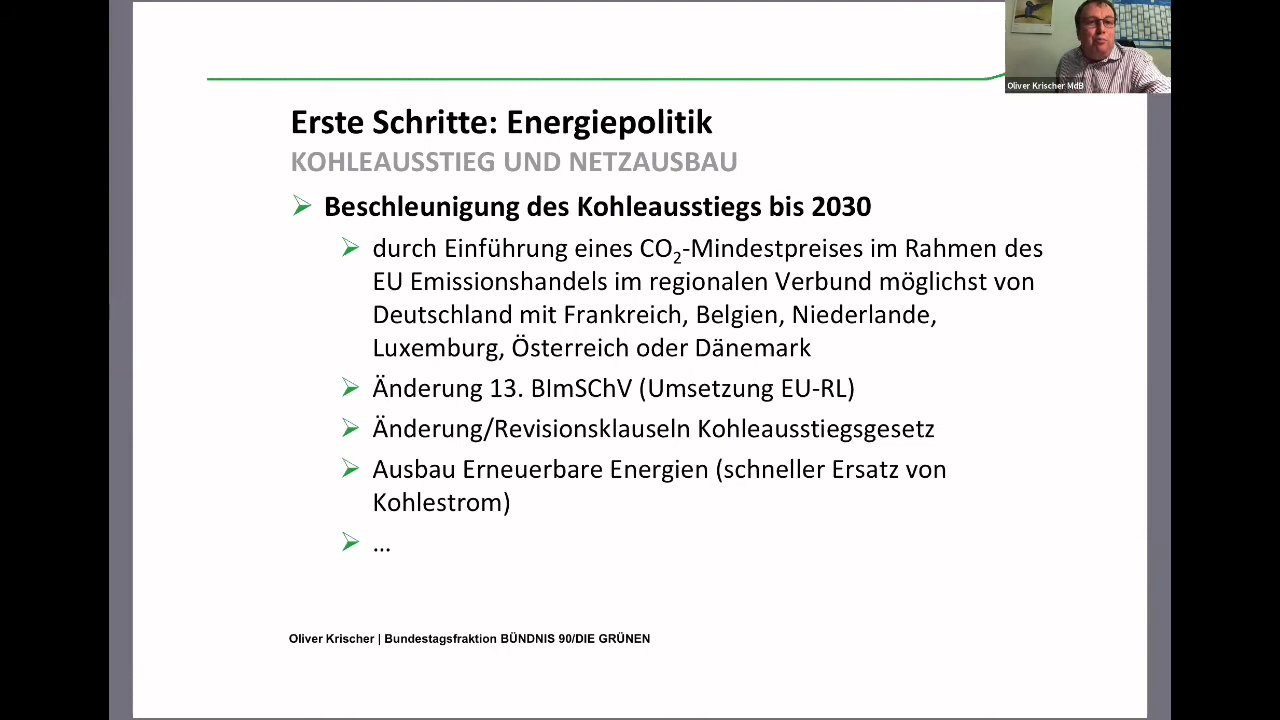 Oliver Krischer MdB
Erste Schritte: Energiepolitik
KOHLEAUSSTIEG UND NETZAUSBAU
Beschleunigung des Kohleausstiegs bis 2030
durch Einführung eines CO₂-Mindestpreises im Rahmen des
EU Emissionshandels im regionalen Verbund möglichst von
Deutschland mit Frankreich, Belgien, Niederlande,
Luxemburg, Österreich oder Dänemark
Änderung 13. BImSChV (Umsetzung EU-RL)
Änderung/Revisionsklauseln Kohleausstiegsgesetz
Ausbau Erneuerbare Energien (schneller Ersatz von
Kohlestrom)
...
Oliver Krischer | Bundestagsfraktion BÜNDNIS 90/DIE GRÜNEN